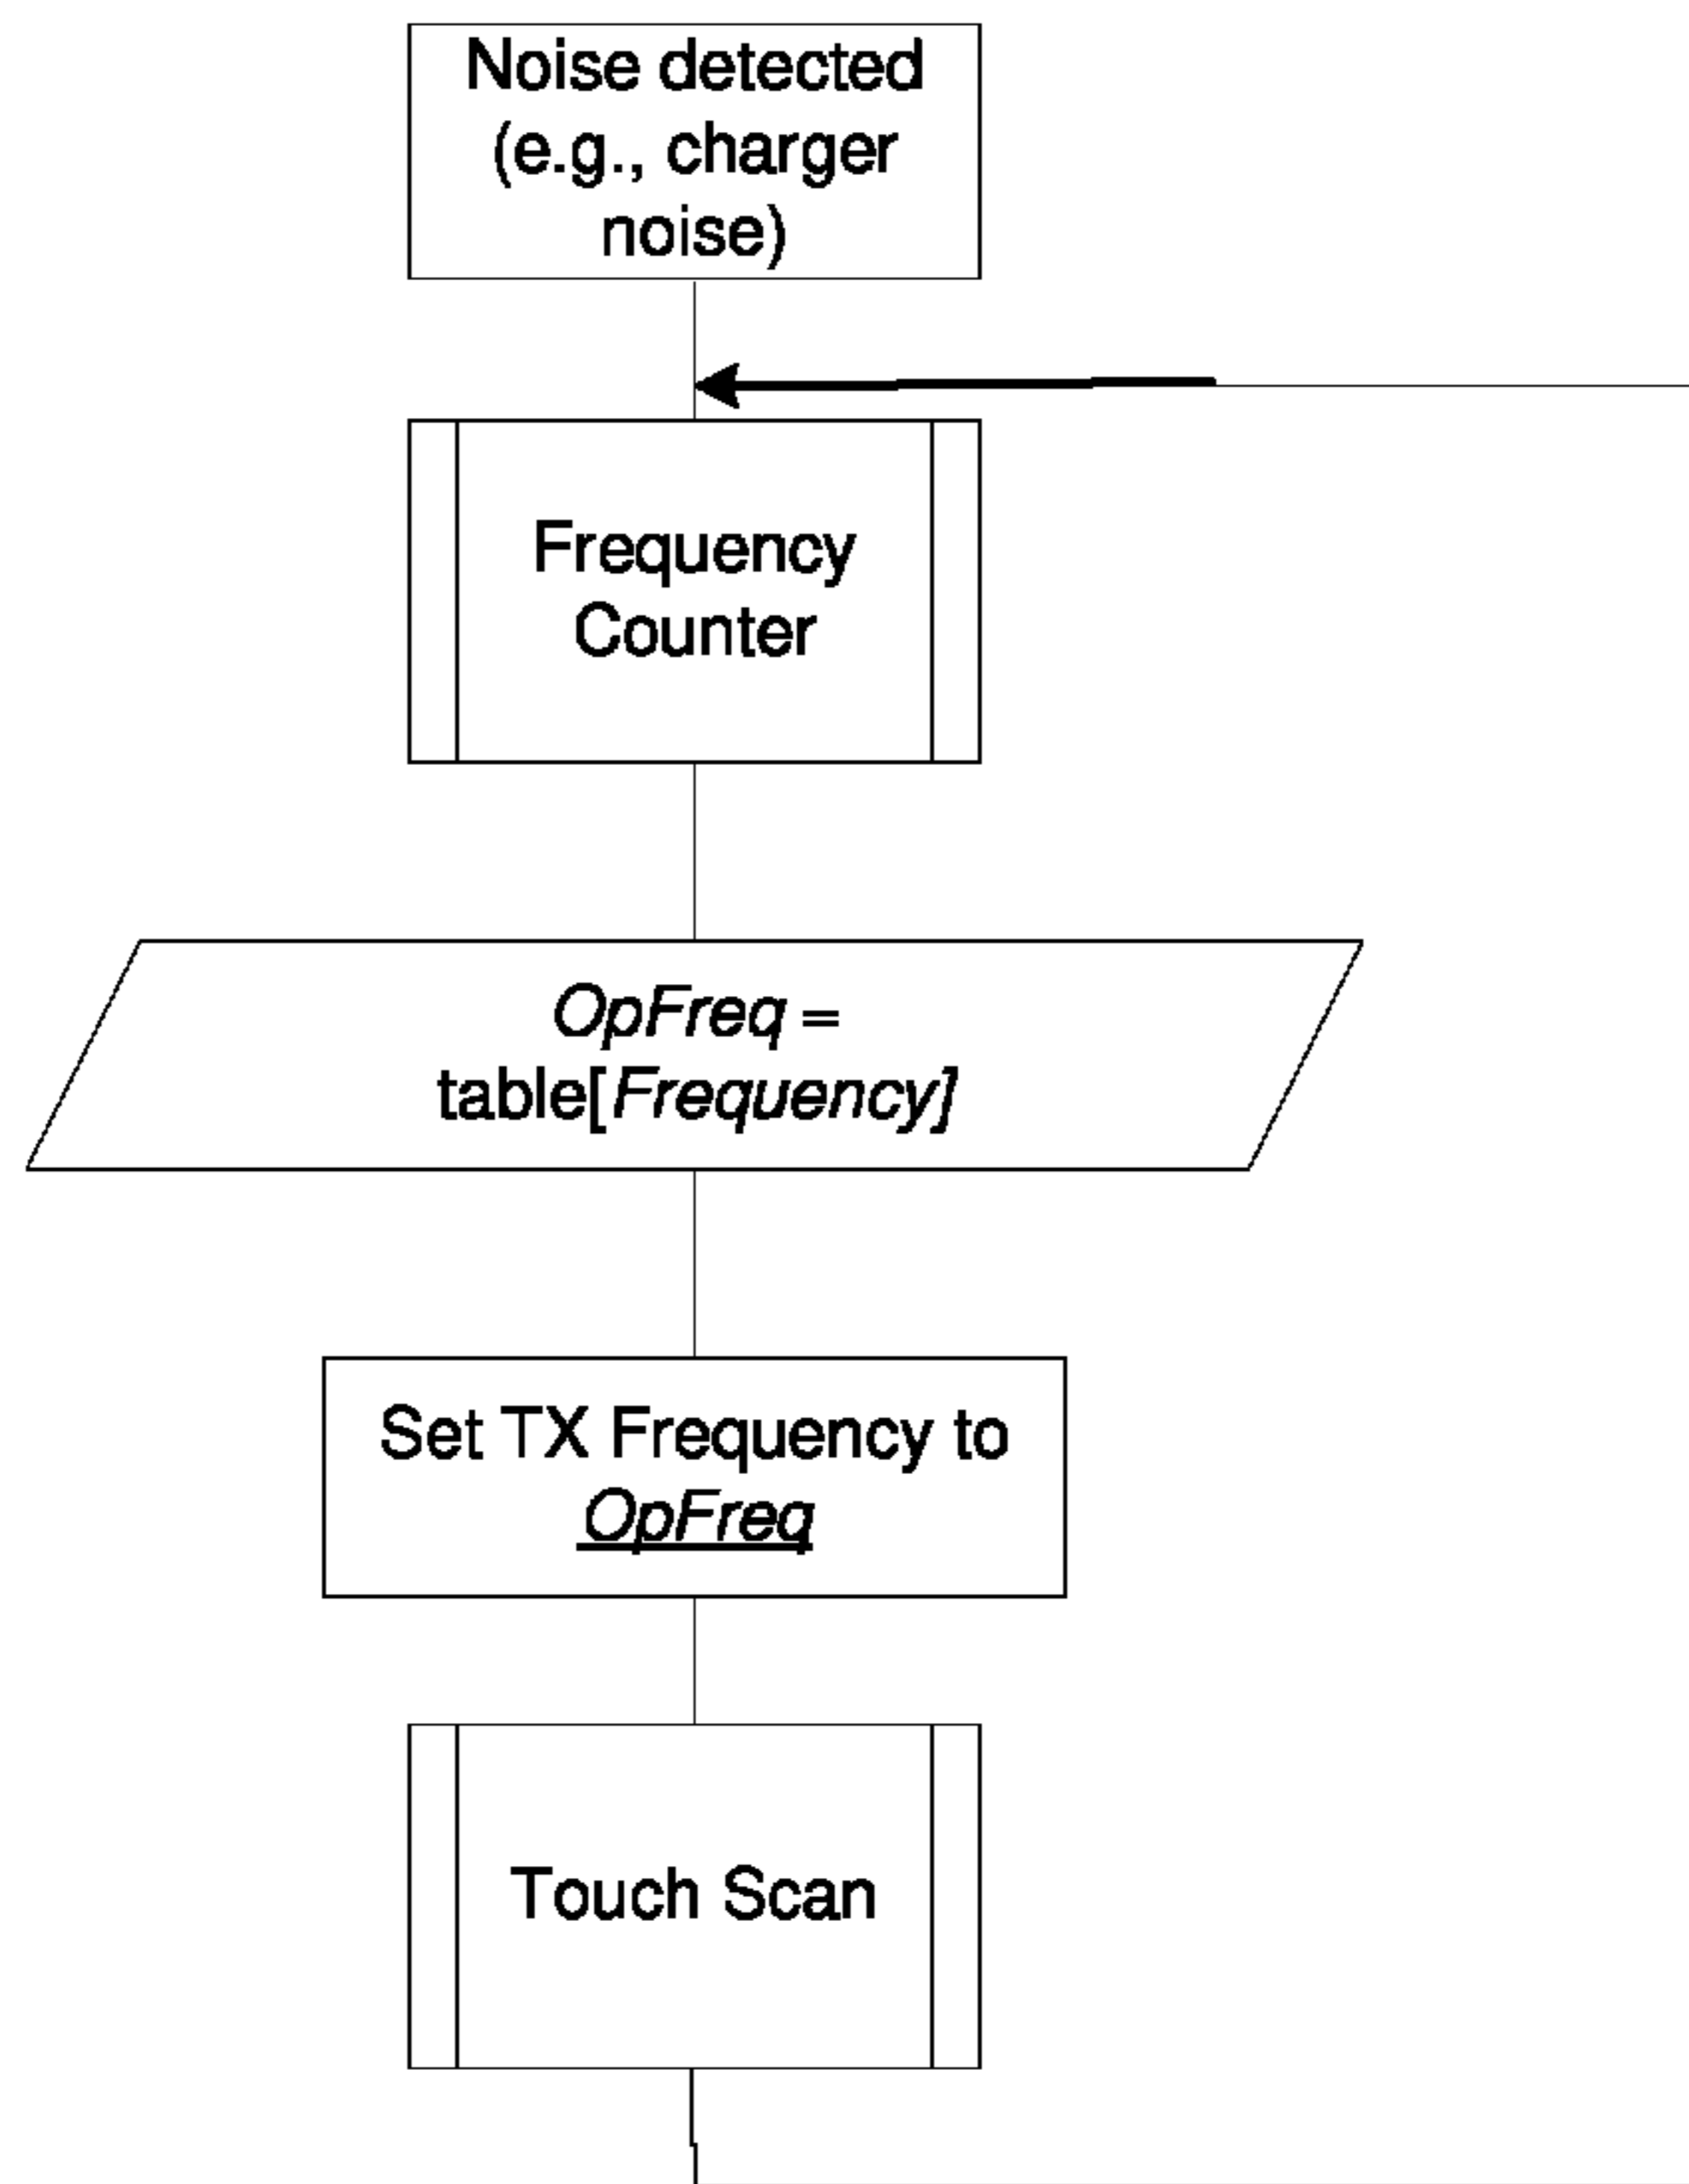 Noise detected
(e.g., charger
noise)
Frequency
Counter
OpFreq =
table[Frequency]
Set TX Frequency to
OpFreq
Touch Scan